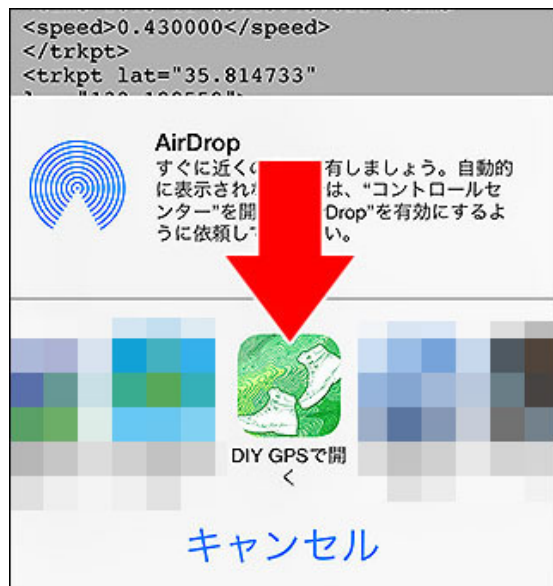 <speed>0.430000</speed>
</trkpt>
<trkpt lat="35.814733"
AirDrop
すぐに近くの 有しましょう。自動的
に表示され は、“コントロールセ
ンター”を開 Drop”を有効にするよ
うに依頼し い。
DIY GPSで開
く
キャンセル